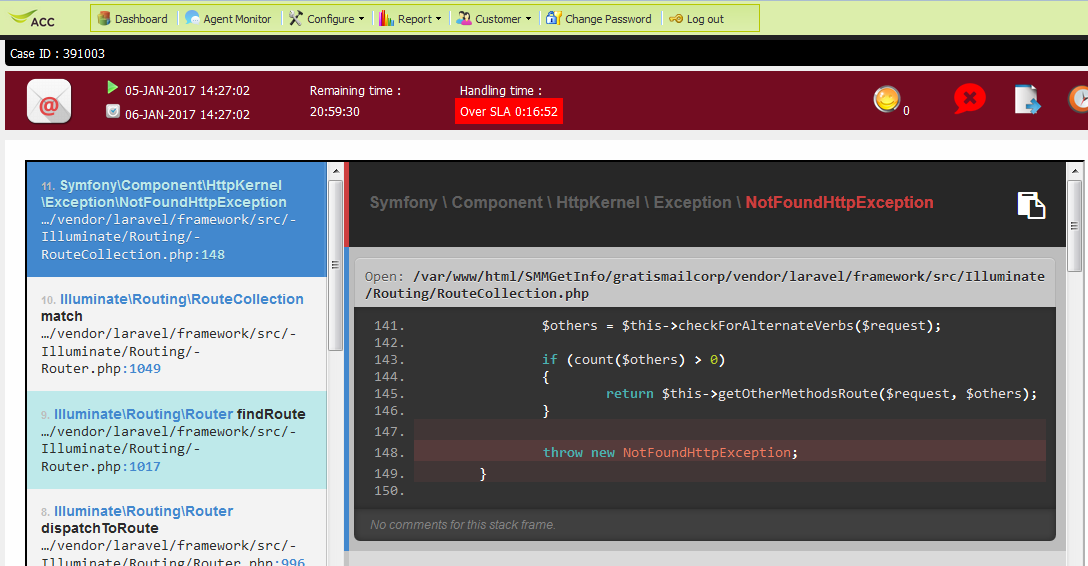 ACC Dashboard Agent Monitor Configure Report Customer Change Password Log out
Case ID : 391003
05-JAN-2017 14:27:02
06-JAN-2017 14:27:02
Remaining time :
20:59:30
Handling time :
Over SLA 0:16:52
0
11. Symfony\Component\HttpKernel
\Exception\NotFoundHttpException
…/vendor/laravel/framework/src/-
Illuminate/Routing/-
RouteCollection.php:148
10. Illuminate\Routing\RouteCollection
match
…/vendor/laravel/framework/src/-
Illuminate/Routing/-
Router.php:1049
9. Illuminate\Routing\Router findRoute
…/vendor/laravel/framework/src/-
Illuminate/Routing/-
Router.php:1017
8. Illuminate\Routing\Router
dispatchToRoute
…/vendor/laravel/framework/src/-
Illuminate/Routing/Router.php:996
Symfony \ Component \ HttpKernel \ Exception \ NotFoundHttpException
Open: /var/www/html/SMMGetInfo/gratismailcorp/vendor/laravel/framework/src/Illuminate
/Routing/RouteCollection.php
141. $others = $this->checkForAlternateVerbs($request);
142.
143. if (count($others) > 0)
144. {
145. return $this->getOtherMethodsRoute($request, $others);
146. }
147.
148. throw new NotFoundHttpException;
149. }
150.
No comments for this stack frame.